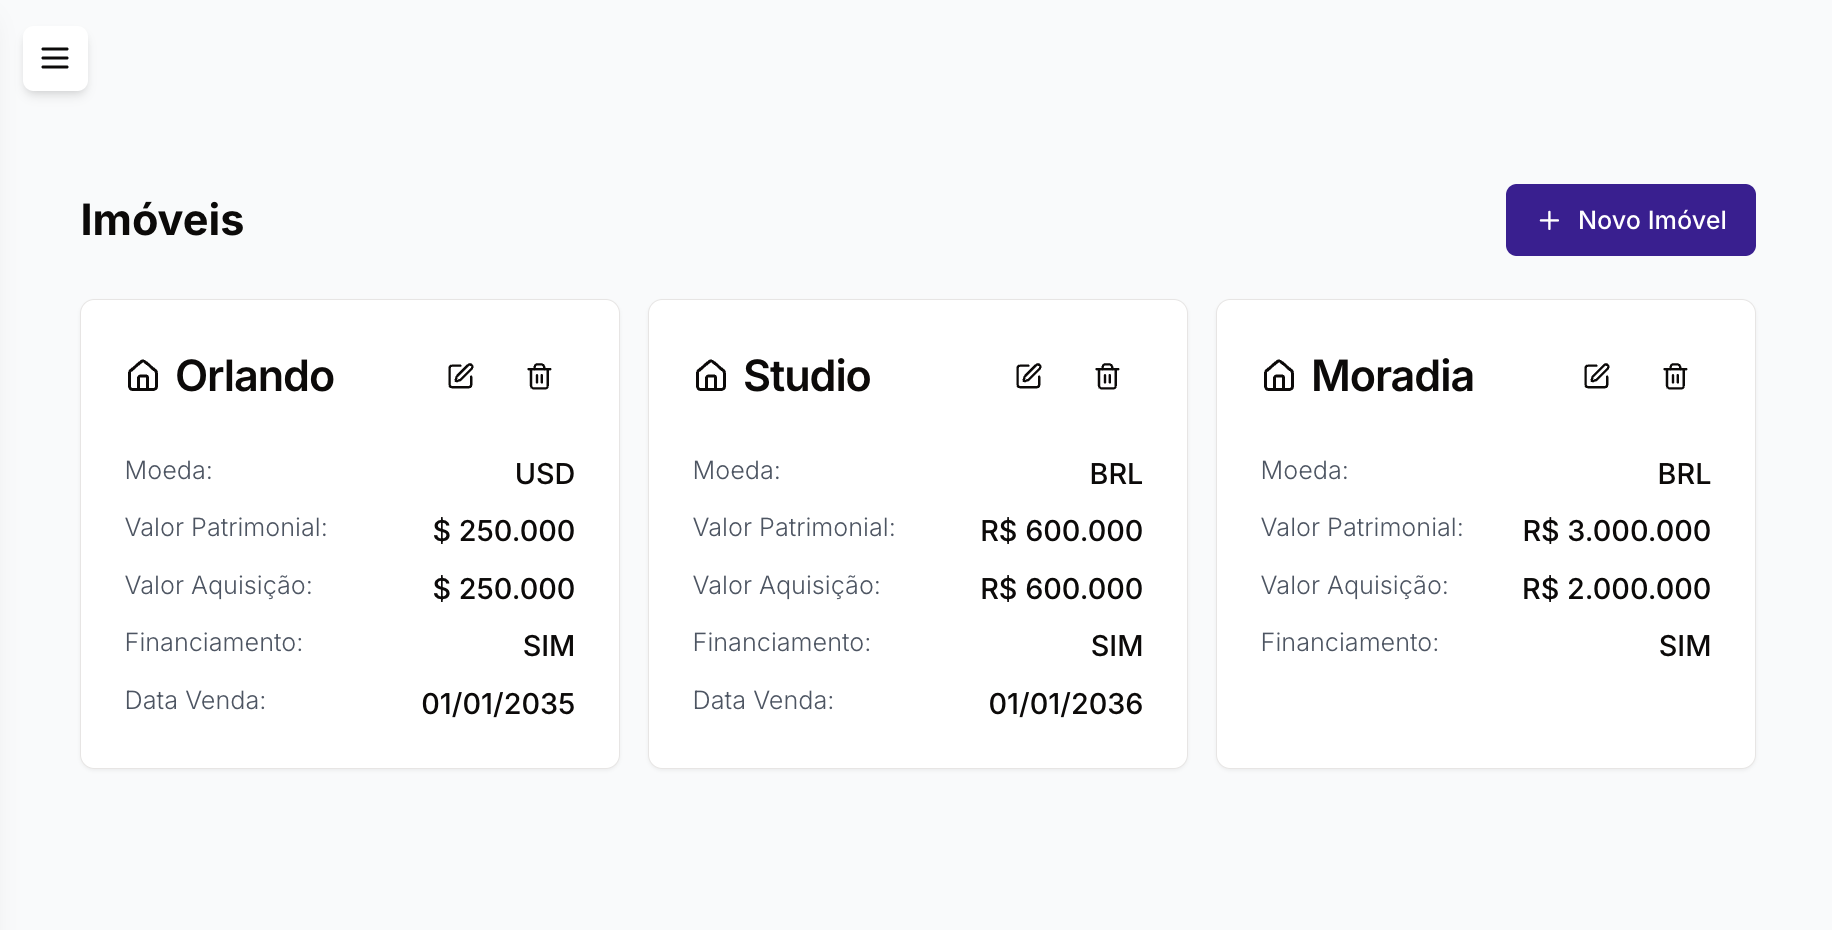 Imóveis
Novo Imóvel
Orlando
Moeda: USD
Valor Patrimonial: $ 250.000
Valor Aquisição: $ 250.000
Financiamento: SIM
Data Venda: 01/01/2035
Studio
Moeda: BRL
Valor Patrimonial: R$ 600.000
Valor Aquisição: R$ 600.000
Financiamento: SIM
Data Venda: 01/01/2036
Moradia
Moeda: BRL
Valor Patrimonial: R$ 3.000.000
Valor Aquisição: R$ 2.000.000
Financiamento: SIM